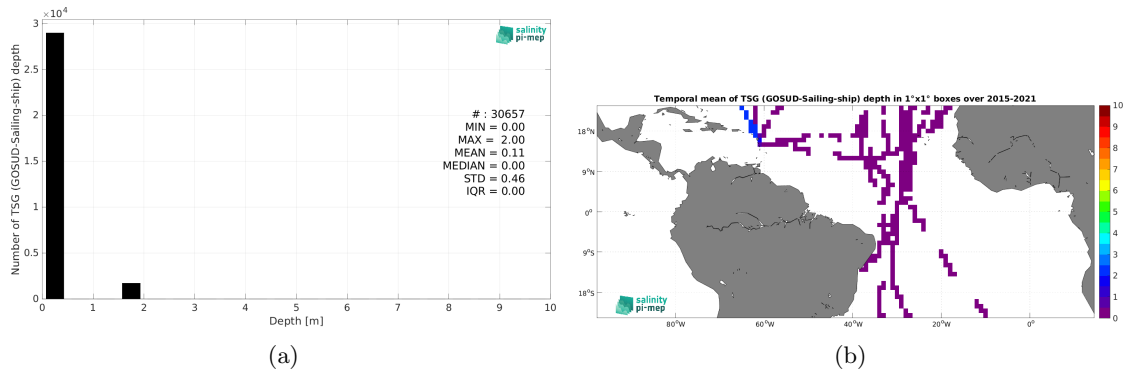 ×10⁴
3
2.5
2
1.5
1
0.5
0
Number of TSG (GOSUD-Sailing-ship) depth
0 1 2 3 4 5 6 7 8 9 10
Depth [m]
salinity
pi-mep
# : 30657
MIN = 0.00
MAX = 2.00
MEAN = 0.11
MEDIAN = 0.00
STD = 0.46
IQR = 0.00
(a)
Temporal mean of TSG (GOSUD-Sailing-ship) depth in 1°x1° boxes over 2015-2021
18°N
9°N
0°
9°S
18°S
80°W 60°W 40°W 20°W 0°
salinity
pi-mep
10
9
8
7
6
5
4
3
2
1
0
(b)